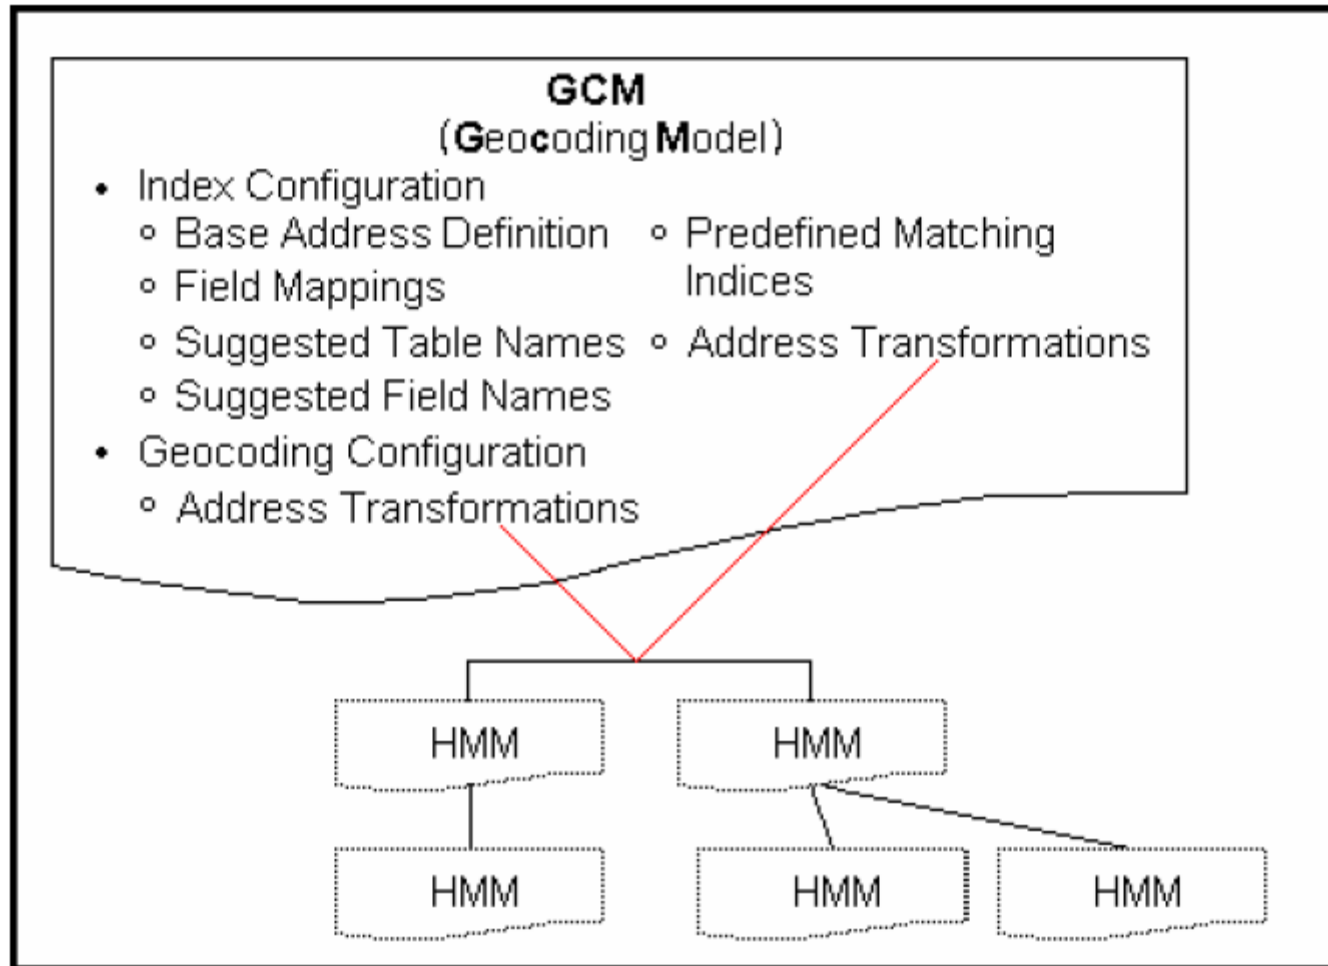 GCM
(Geocoding Model)
• Index Configuration
∘ Base Address Definition
∘ Field Mappings
∘ Suggested Table Names
∘ Suggested Field Names
∘ Predefined Matching
Indices
∘ Address Transformations
• Geocoding Configuration
∘ Address Transformations
HMM
HMM
HMM
HMM
HMM